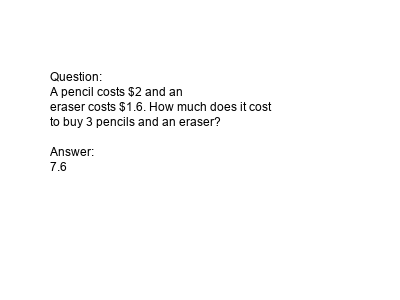 Question:
A pencil costs $2 and an
eraser costs $1.6. How much does it cost
to buy 3 pencils and an eraser?

Answer:
7.6